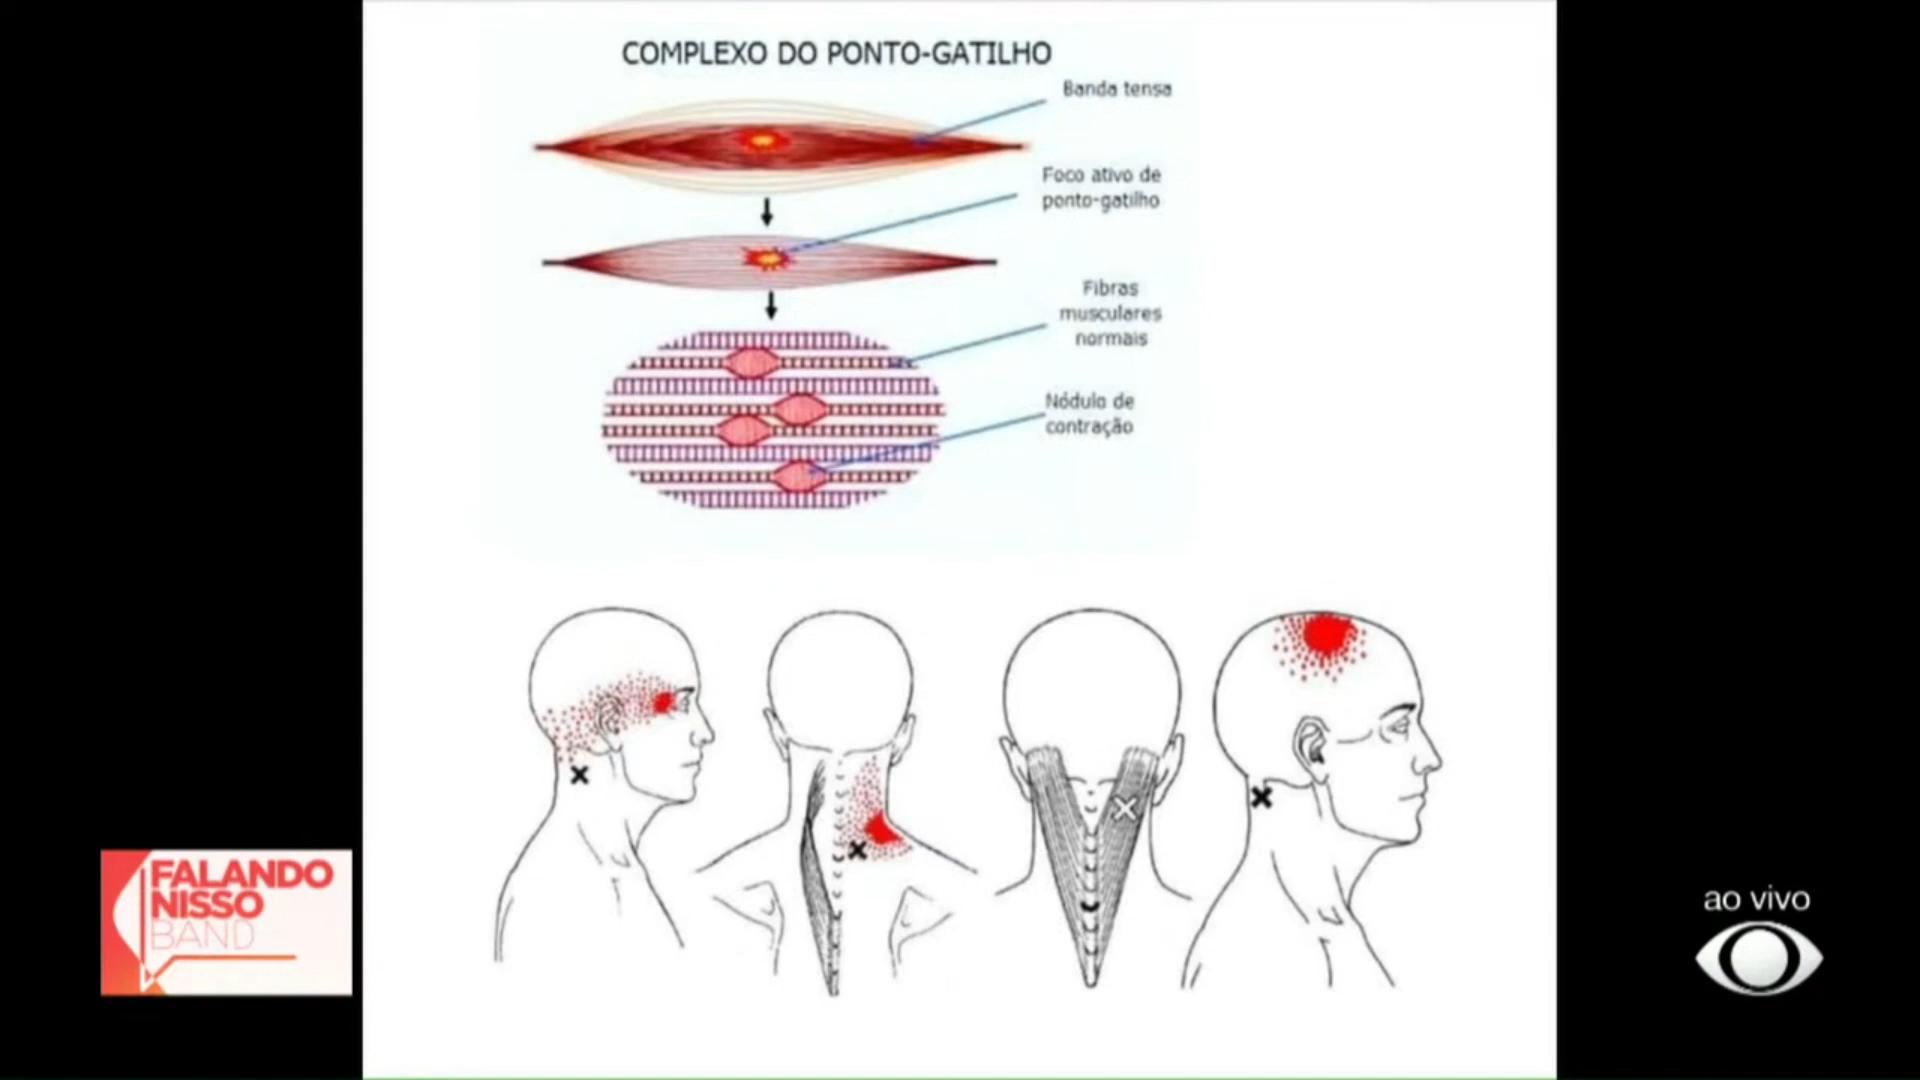 COMPLEXO DO PONTO-GATILHO
Banda tensa
Foco ativo de
ponto-gatilho
Fibras
musculares
normais
Nódulo de
contração
FALANDO
NISSO
BAND
ao vivo